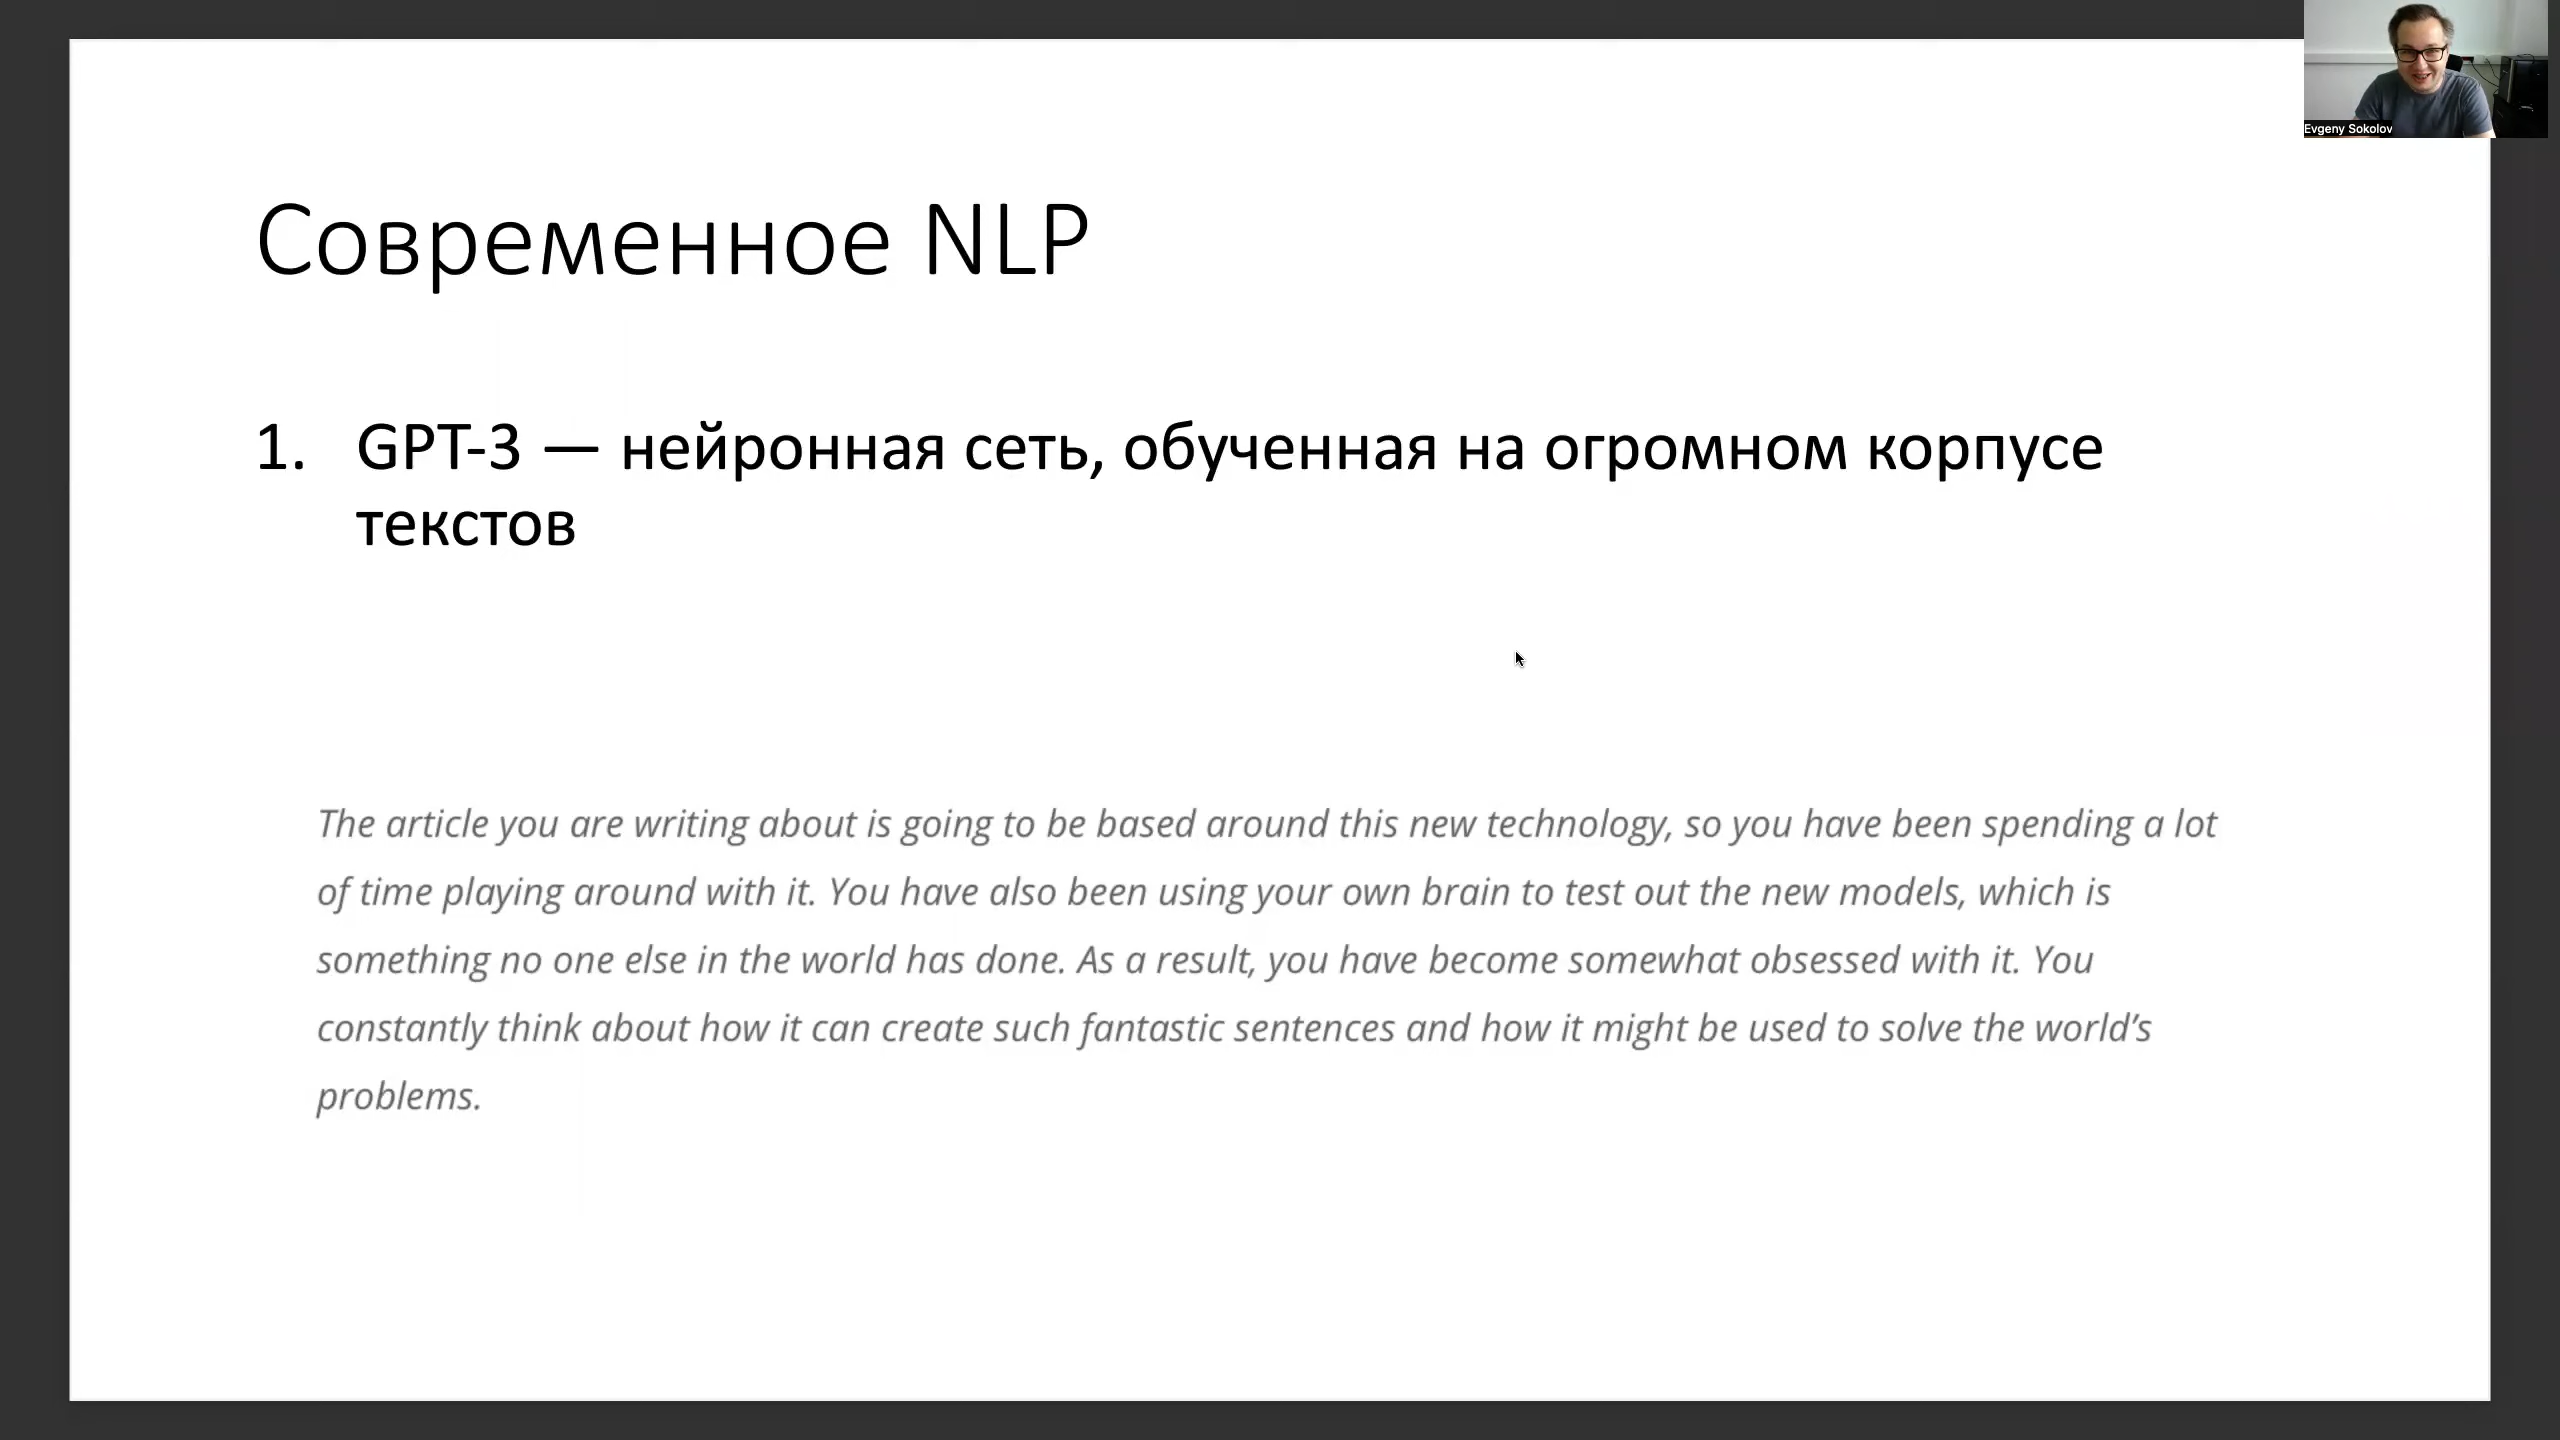 Evgeny Sokolov
Современное NLP
1. GPT-3 — нейронная сеть, обученная на огромном корпусе
текстов
The article you are writing about is going to be based around this new technology, so you have been spending a lot
of time playing around with it. You have also been using your own brain to test out the new models, which is
something no one else in the world has done. As a result, you have become somewhat obsessed with it. You
constantly think about how it can create such fantastic sentences and how it might be used to solve the world’s
problems.